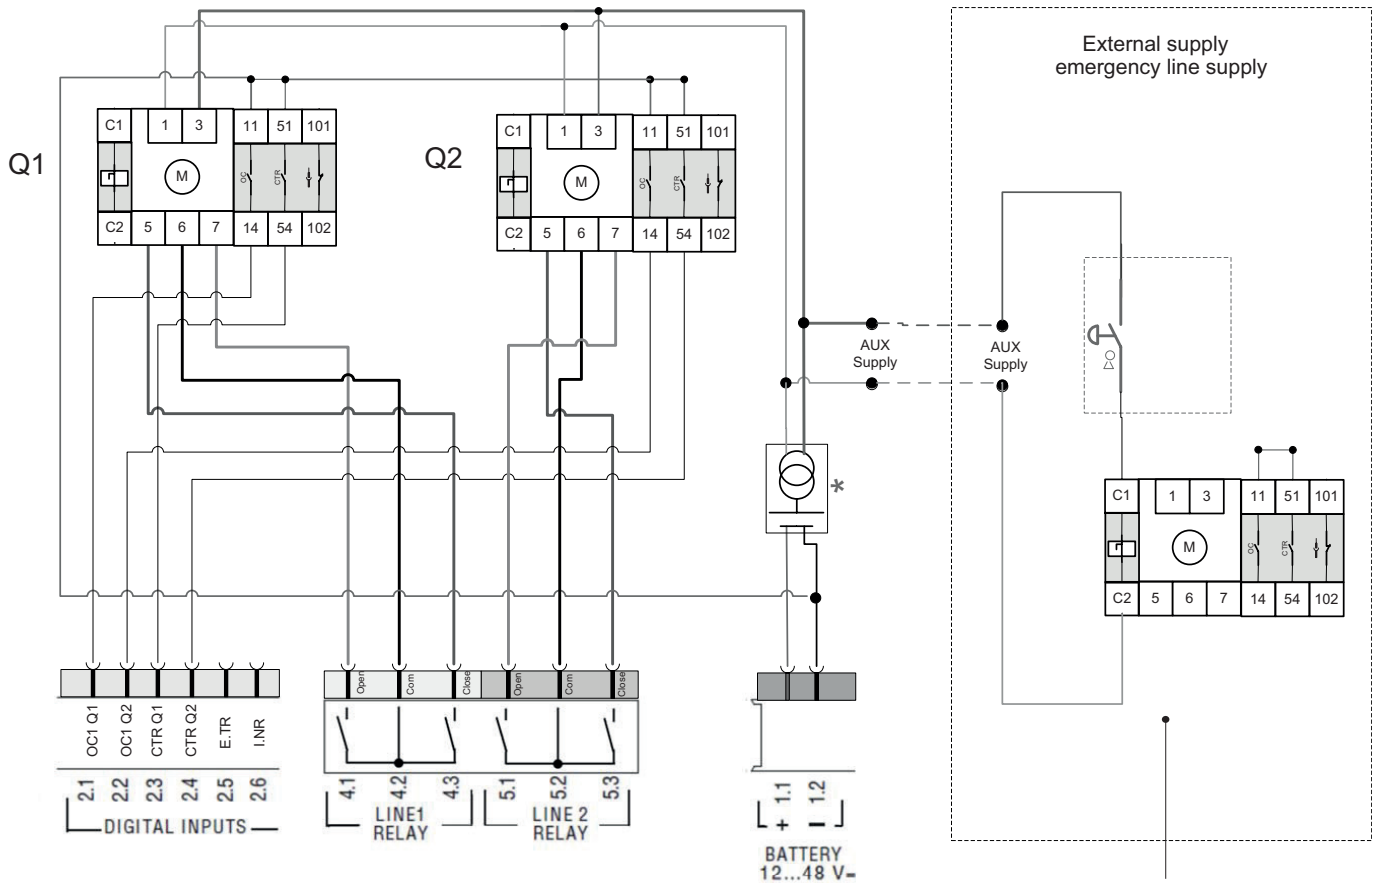 External supply
emergency line supply
Q1
C1
1
3
11
51
101
M
OC
CTR
C2
5
6
7
14
54
102
Q2
C1
1
3
11
51
101
M
OC
CTR
C2
5
6
7
14
54
102
AUX
Supply
AUX
Supply
*
C1
1
3
11
51
101
M
OC
CTR
C2
5
6
7
14
54
102
Open
Com
Close
Open
Com
Close
OC1 Q1
OC1 Q2
CTR Q1
CTR Q2
E.TR
I.NR
2.1
2.2
2.3
2.4
2.5
2.6
DIGITAL INPUTS
4.1
4.2
4.3
LINE1
RELAY
5.1
5.2
5.3
LINE 2
RELAY
1.1
1.2
+ −
BATTERY
12...48 V=